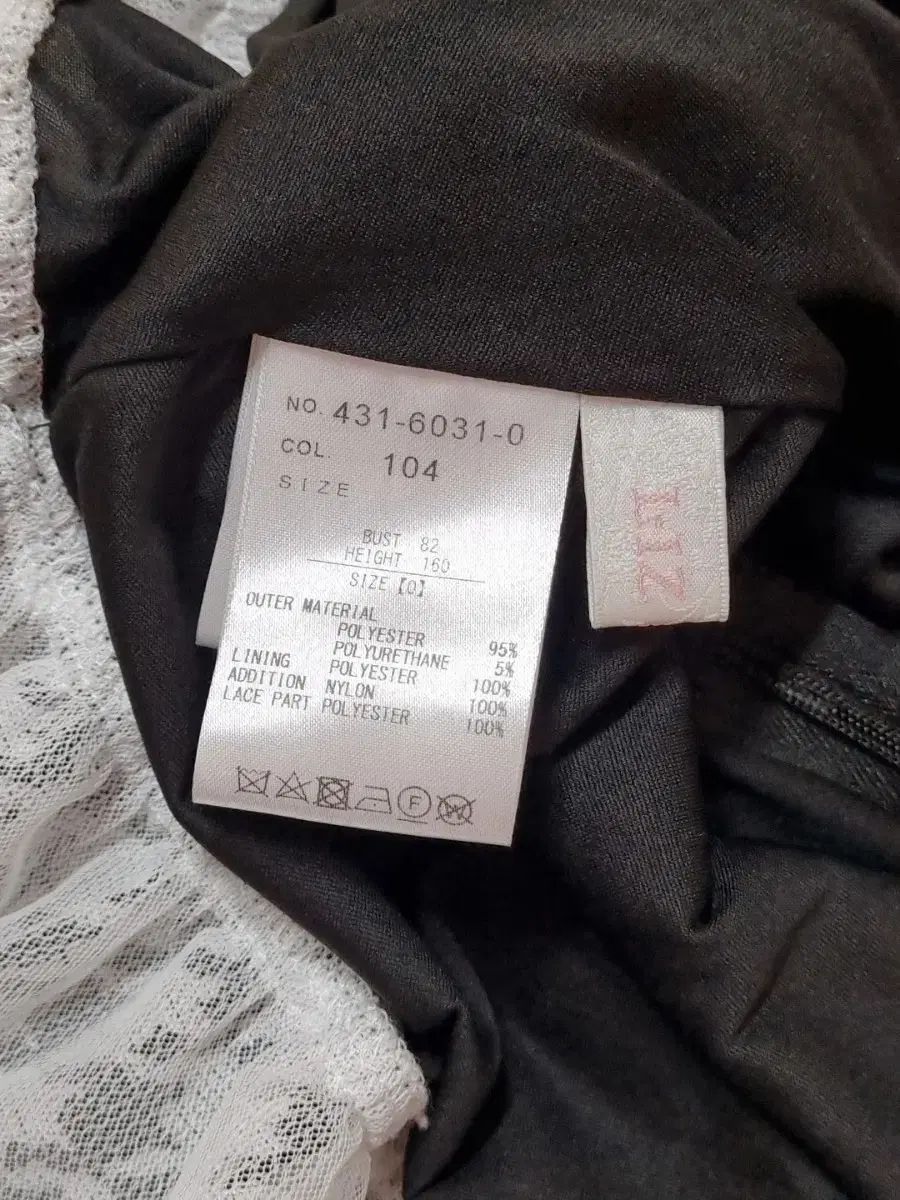 NO. 431-6031-0
COL. 104
SIZE
BUST 82
HEIGHT 160
SIZE【0】
OUTER MATERIAL
POLYESTER 95%
POLYURETHANE 5%
LINING POLYESTER 100%
ADDITION NYLON 100%
LACE PART POLYESTER 100%
F
W